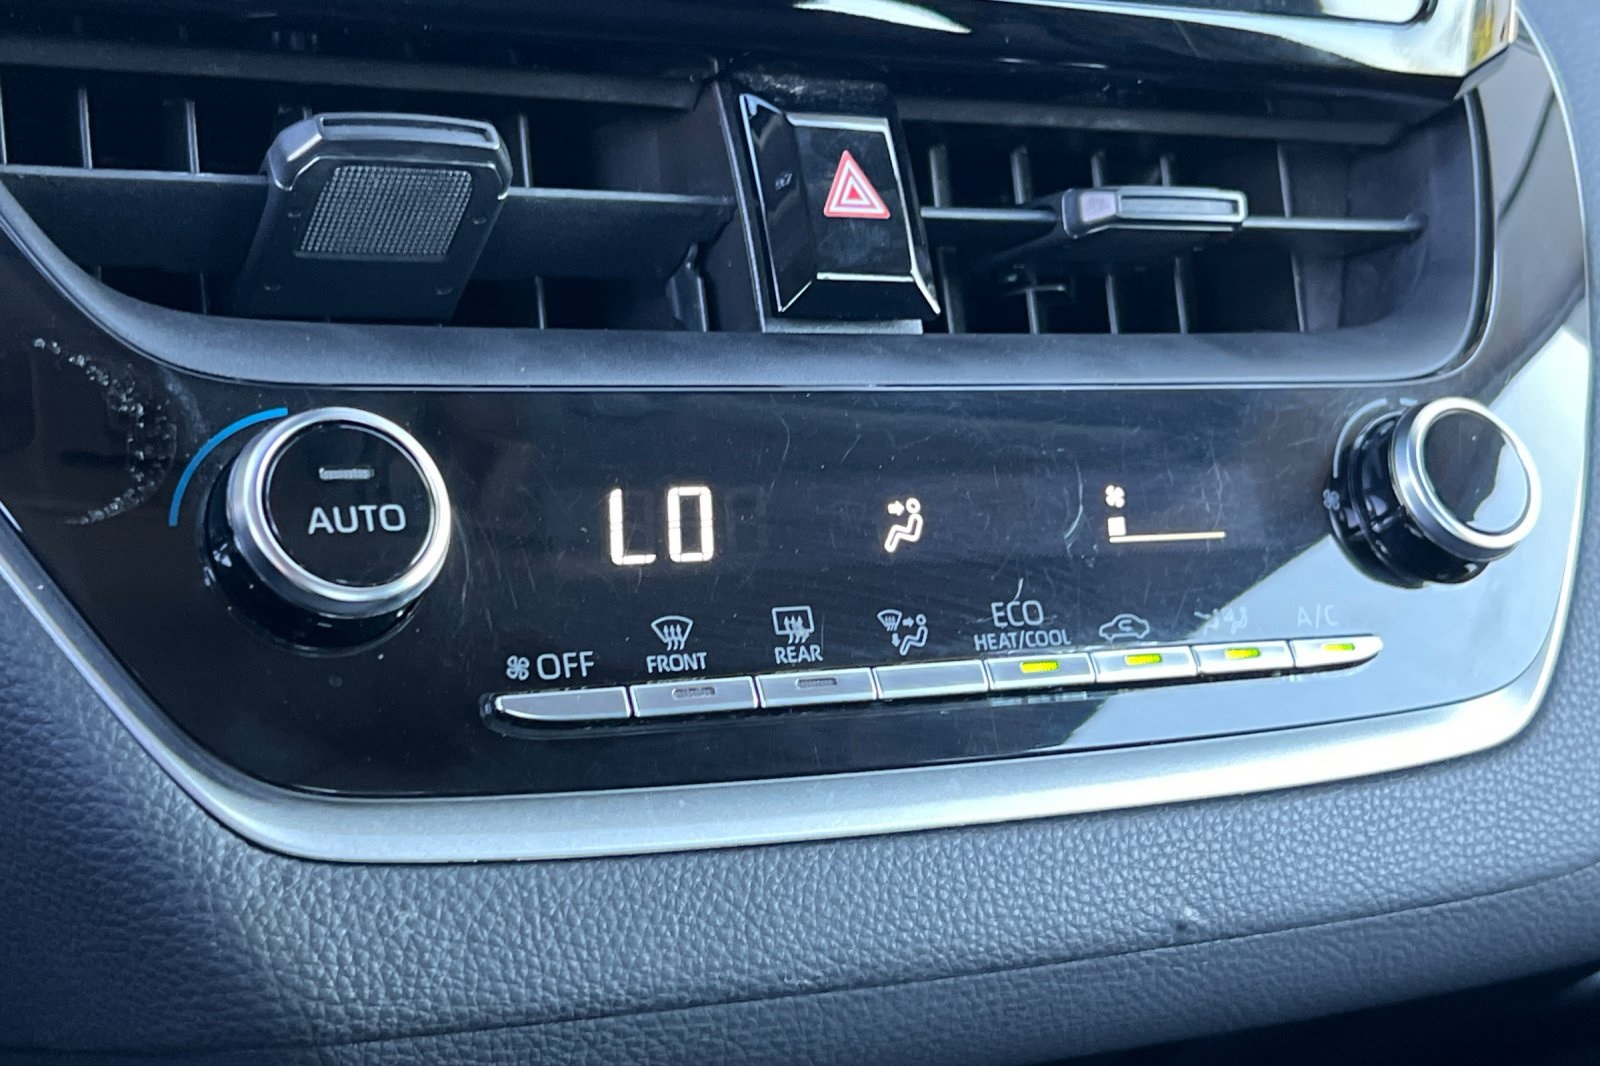 AUTO
LO
OFF
FRONT
REAR
ECO
HEAT/COOL
A/C